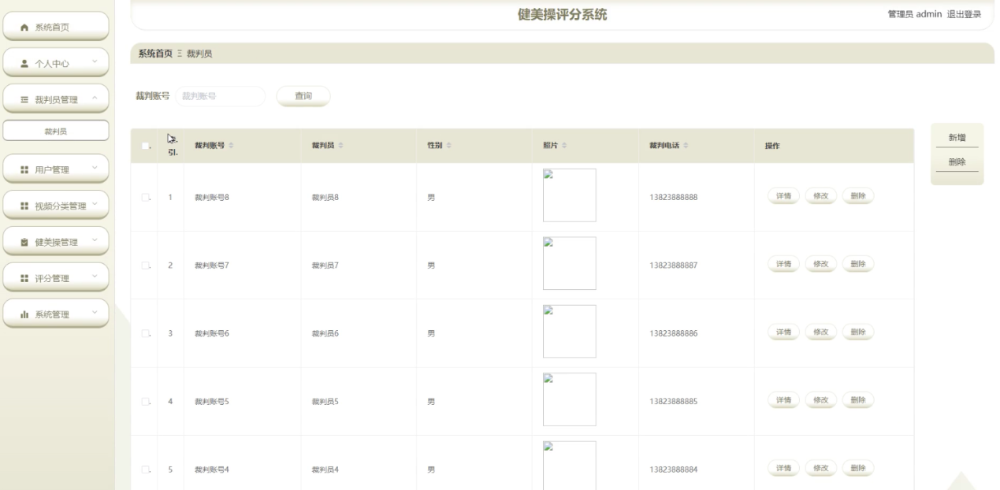 健美操评分系统
管理员 admin 退出登录
系统首页
个人中心
裁判员管理
裁判员
用户管理
视频分类管理
健美操管理
评分管理
系统管理
系统首页 Ξ 裁判员
裁判账号 裁判账号 查询
新增
删除
引. 裁判账号 裁判员 性别 照片 裁判电话 操作
1 裁判账号8 裁判员8 男 13823888888 详情 修改 删除
2 裁判账号7 裁判员7 男 13823888887 详情 修改 删除
3 裁判账号6 裁判员6 男 13823888886 详情 修改 删除
4 裁判账号5 裁判员5 男 13823888885 详情 修改 删除
5 裁判账号4 裁判员4 男 13823888884 详情 修改 删除